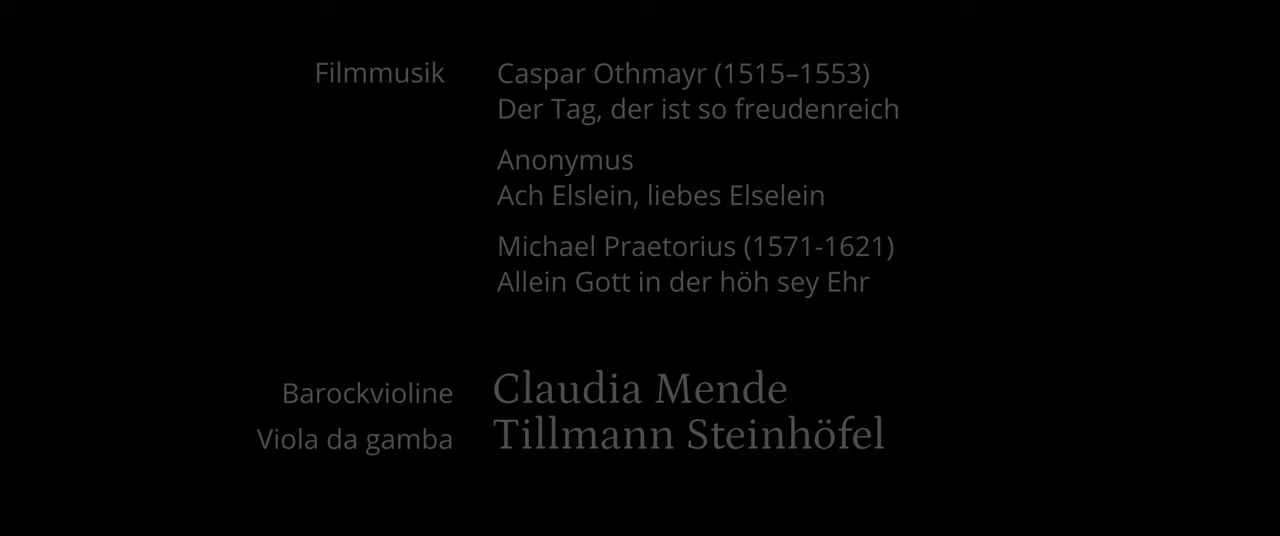 Filmmusik Caspar Othmayr (1515–1553)
Der Tag, der ist so freudenreich
Anonymus
Ach Elslein, liebes Elselein
Michael Praetorius (1571-1621)
Allein Gott in der höh sey Ehr
Barockvioline Claudia Mende
Viola da gamba Tillmann Steinhöfel